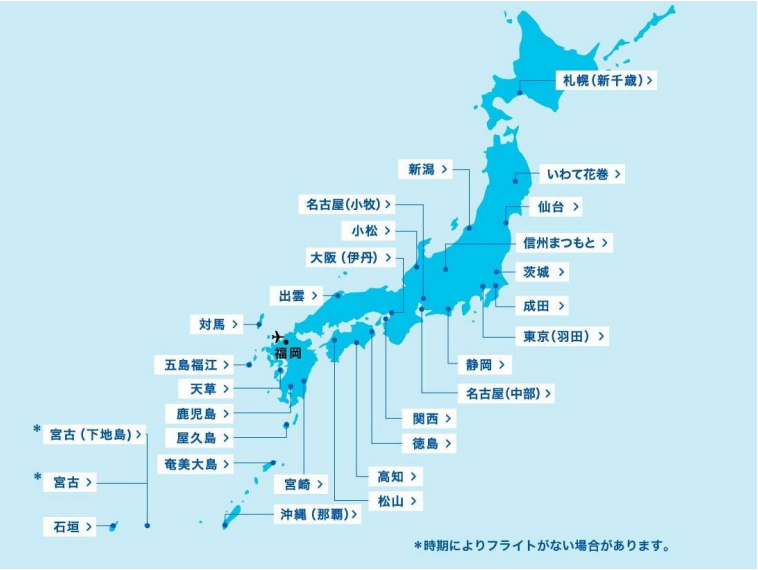 札幌(新千歳) >
新潟 >
いわて花巻 >
名古屋(小牧) >
仙台 >
小松 >
信州まつもと >
大阪(伊丹) >
茨城 >
出雲 >
成田 >
対馬 >
東京(羽田) >
福岡
五島福江 >
静岡 >
天草 >
名古屋(中部) >
鹿児島 >
関西 >
*宮古(下地島) >
屋久島 >
徳島 >
奄美大島 >
*宮古 >
宮崎 >
高知 >
松山 >
石垣 >
沖縄(那覇) >
*時期によりフライトがない場合があります。